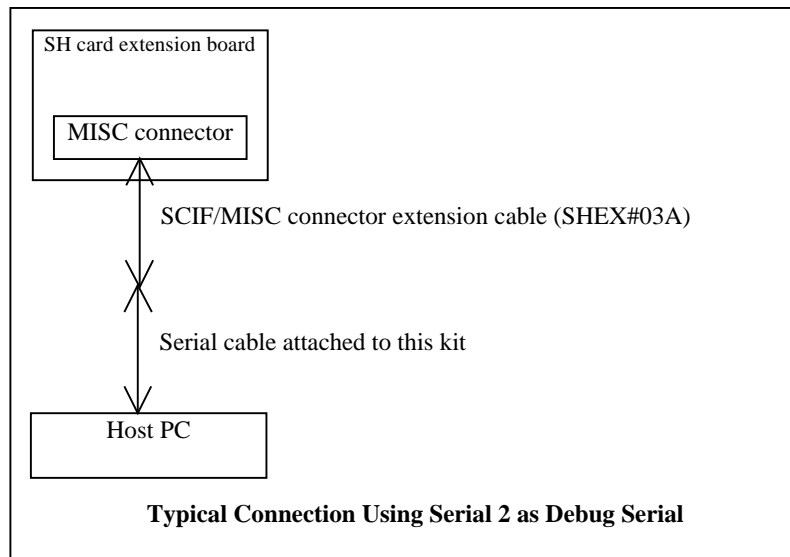 SH card extension board
MISC connector
SCIF/MISC connector extension cable (SHEX#03A)
Serial cable attached to this kit
Host PC
Typical Connection Using Serial 2 as Debug Serial